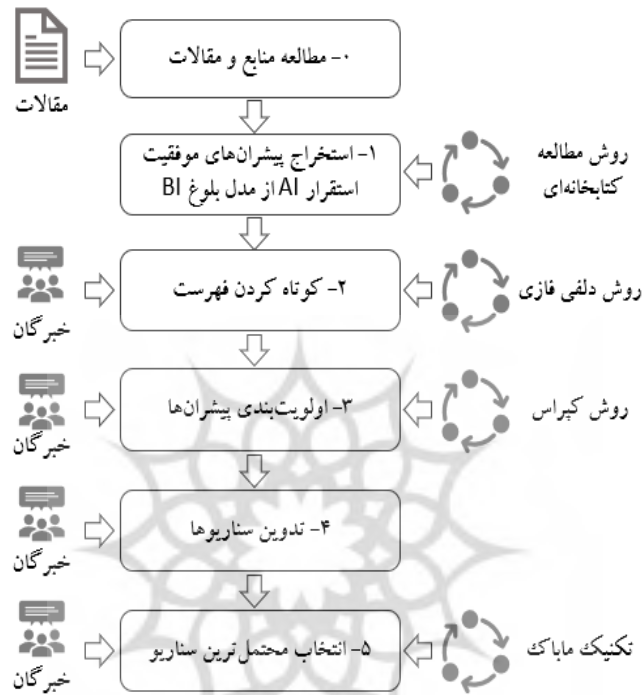 ۰- مطالعه منابع و مقالات
مقالات
۱- استخراج پیشران‌های موفقیت
استقرار AI از مدل بلوغ BI
روش مطالعه
کتابخانه‌ای
۲- کوتاه کردن فهرست
روش دلفی فازی
خبرگان
۳- اولویت‌بندی پیشران‌ها
روش کپراس
خبرگان
۴- تدوین سناریوها
خبرگان
۵- انتخاب محتمل‌ترین سناریو
تکنیک ماباک
خبرگان